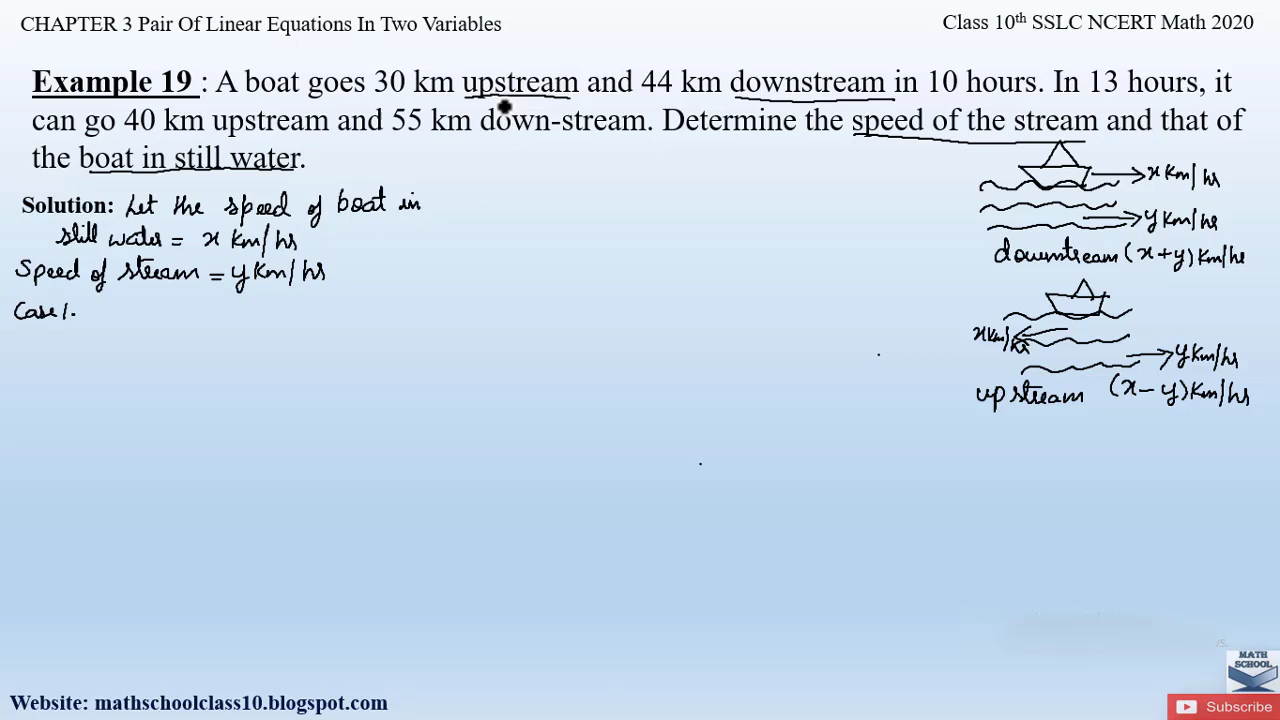 CHAPTER 3 Pair Of Linear Equations In Two Variables
Class 10th SSLC NCERT Math 2020
Example 19 : A boat goes 30 km upstream and 44 km downstream in 10 hours. In 13 hours, it
can go 40 km upstream and 55 km down-stream. Determine the speed of the stream and that of
the boat in still water.
Solution: Let the speed of boat in
still water = x Km/hr
Speed of stream = y Km/hr
Case 1.
x Km/hr
y Km/hr
downstream (x+y) Km/hr
x Km/hr
y Km/hr
upstream (x-y) Km/hr
MATH
SCHOOL
Website: mathschoolclass10.blogspot.com
Subscribe